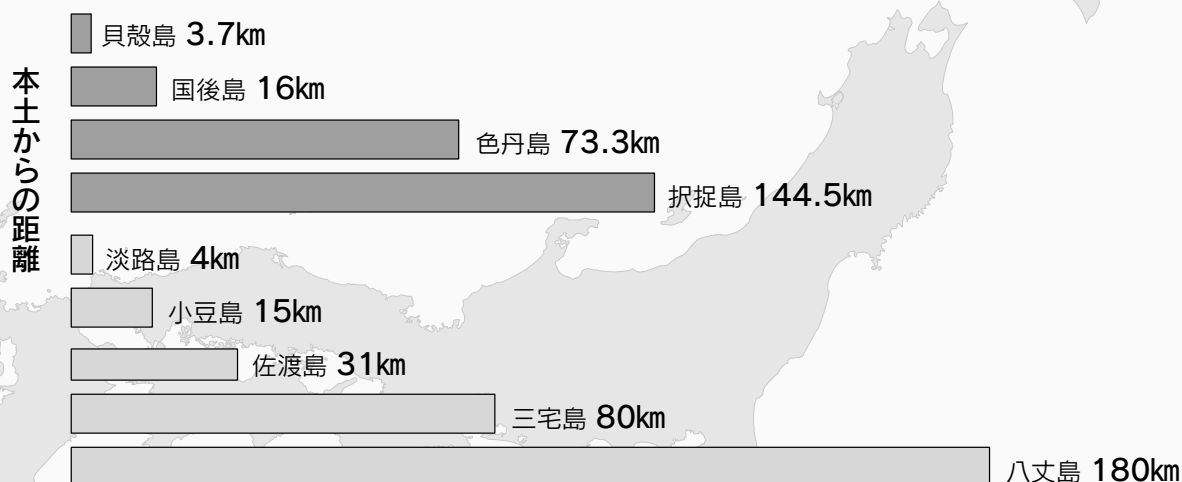 本土からの距離
貝殻島 3.7km
国後島 16km
色丹島 73.3km
択捉島 144.5km
淡路島 4km
小豆島 15km
佐渡島 31km
三宅島 80km
八丈島 180km